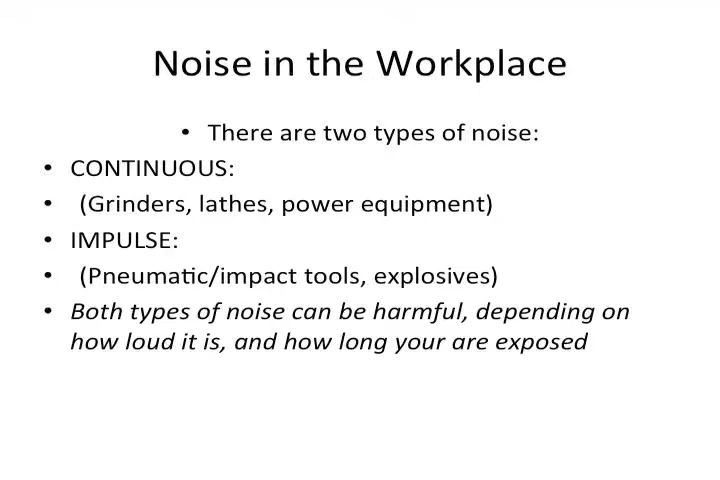 Noise in the Workplace
• There are two types of noise:
• CONTINUOUS:
• (Grinders, lathes, power equipment)
• IMPULSE:
• (Pneumatic/impact tools, explosives)
• Both types of noise can be harmful, depending on
how loud it is, and how long your are exposed